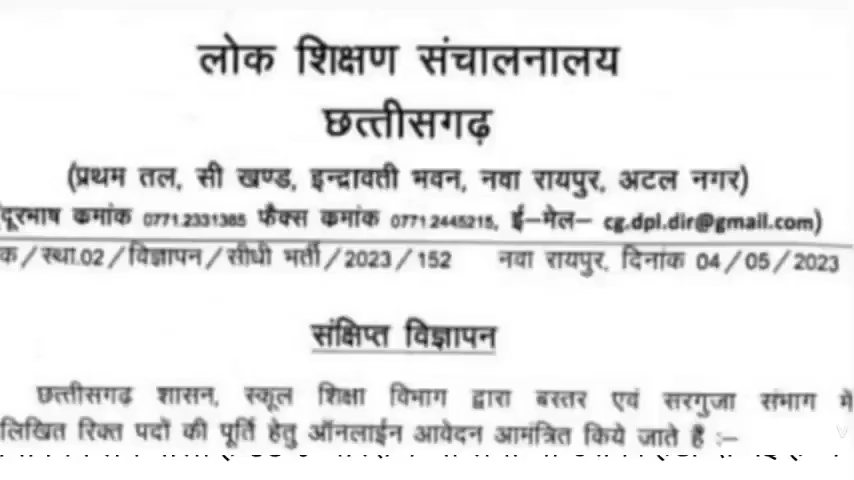 लोक शिक्षण संचालनालय
छत्तीसगढ़
(प्रथम तल, सी खण्ड, इन्द्रावती भवन, नवा रायपुर, अटल नगर)
दूरभाष कमांक 0771.2331385 फैक्स कमांक 0771.2445215, ई–मेल– cg.dpl.dir@gmail.com)
क/स्था.02/विज्ञापन/सीधी भर्ती/2023/152 नवा रायपुर, दिनांक 04/05/2023
संक्षिप्त विज्ञापन
छत्तीसगढ शासन, स्कूल शिक्षा विभाग द्वारा बस्तर एवं सरगुजा संभाग में
लिखित रिक्त पदों की पूर्ति हेतु ऑनलाईन आवेदन आमंत्रित किये जाते है :–